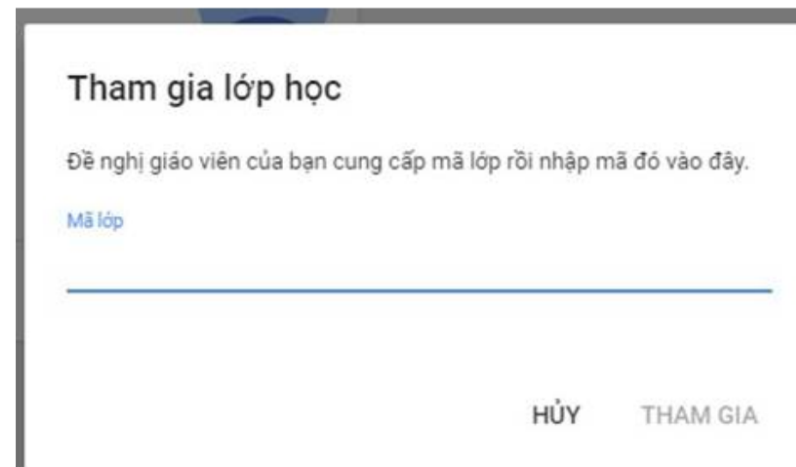 Tham gia lớp học
Đề nghị giáo viên của bạn cung cấp mã lớp rồi nhập mã đó vào đây.
Mã lớp
HỦY THAM GIA